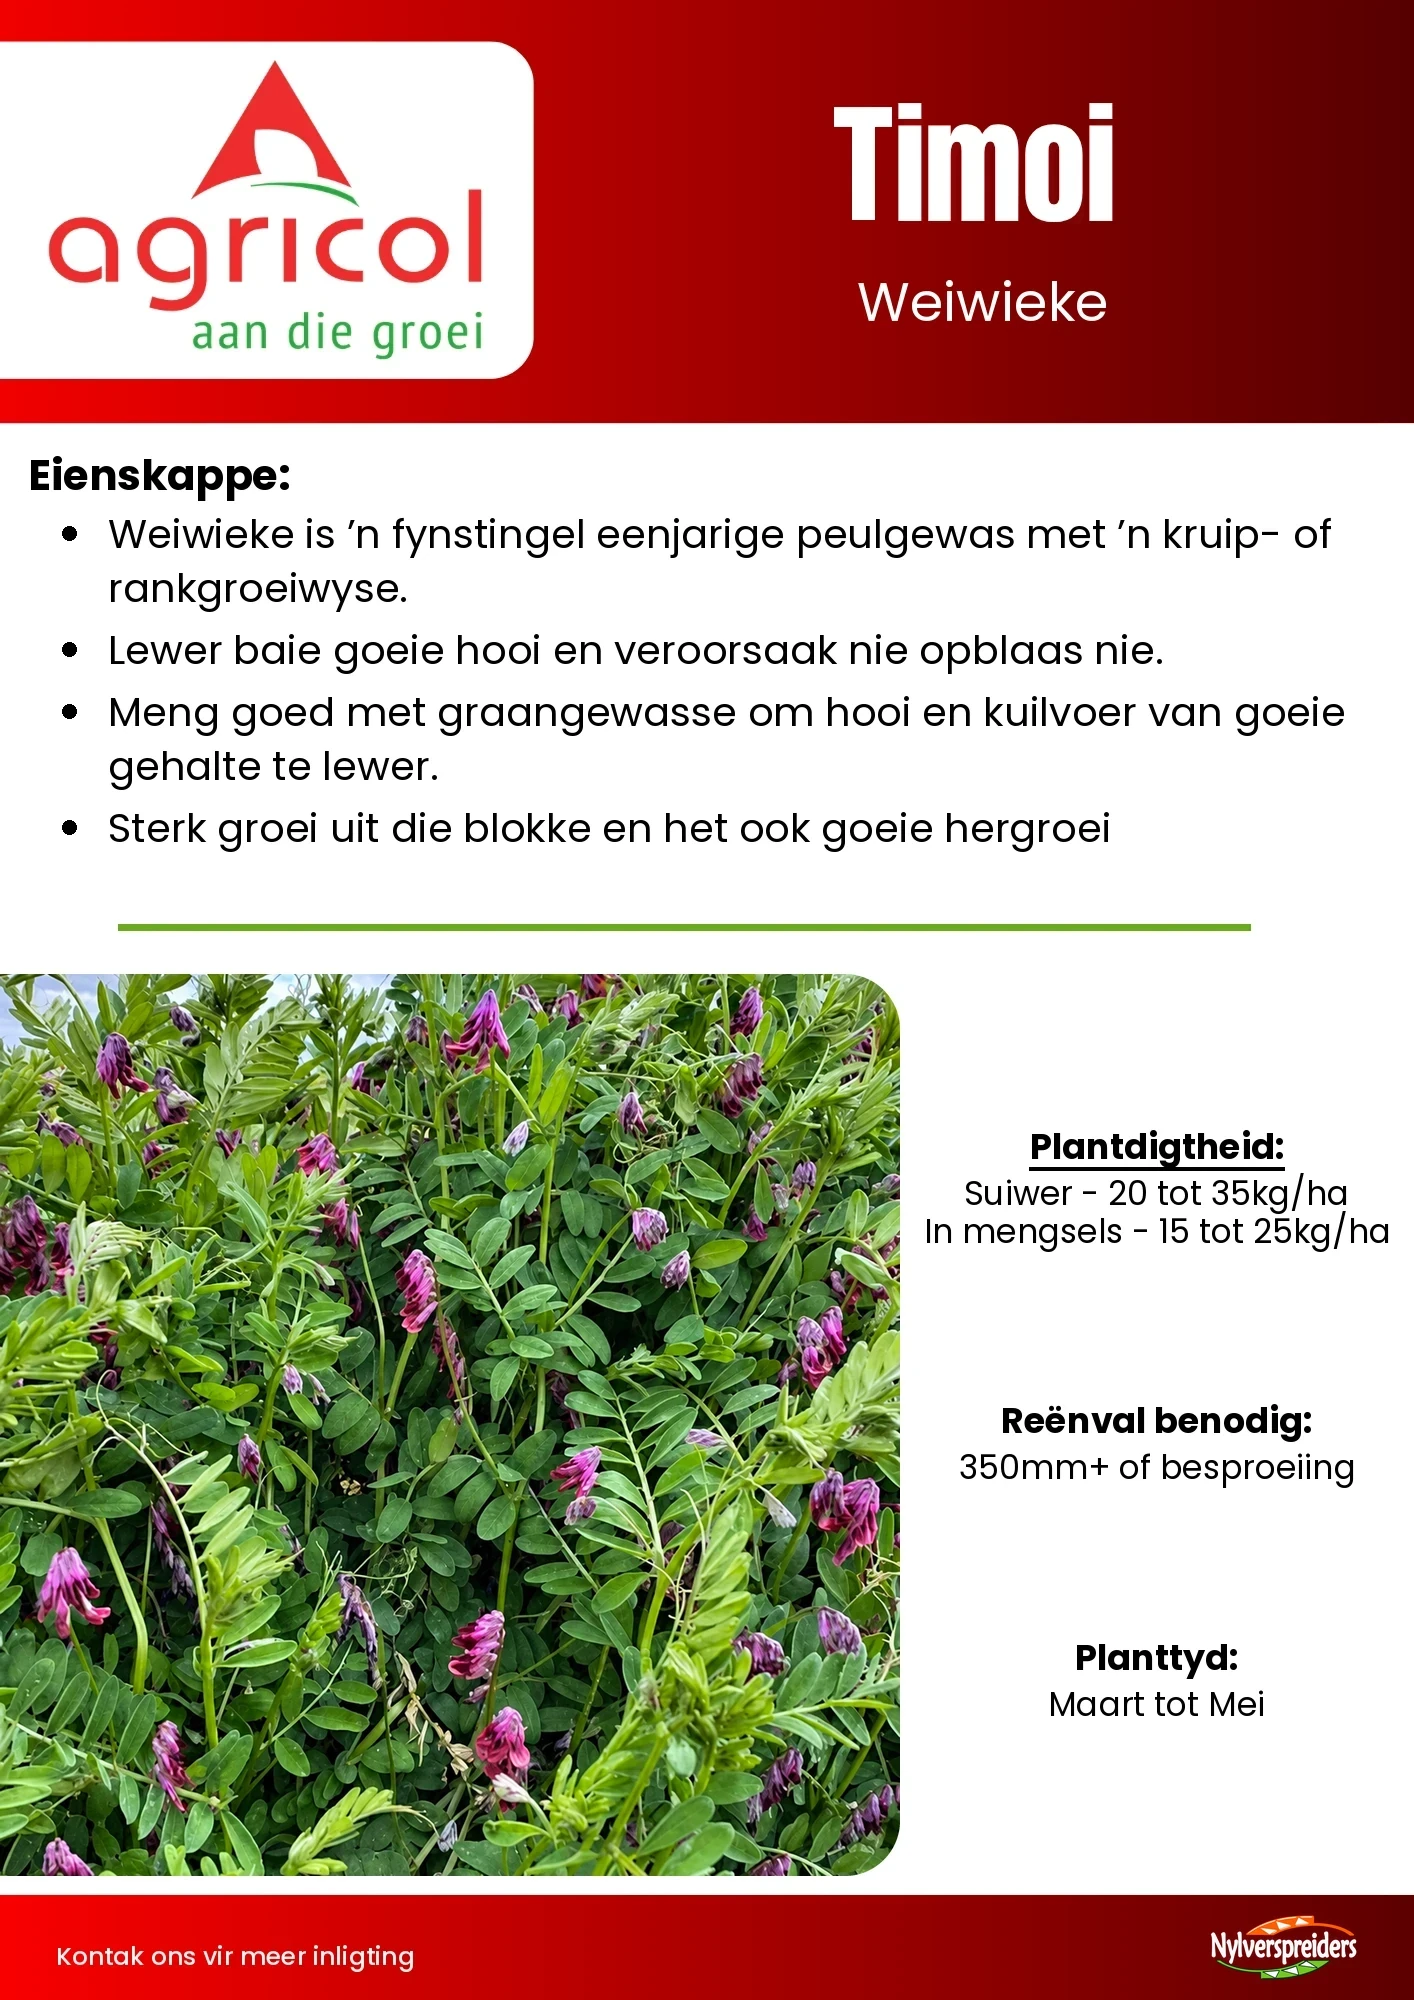 agricol
aan die groei
Timoi
Weiwieke
Eienskappe:
• Weiwieke is ’n fynstingel eenjarige peulgewas met ’n kruip- of
rankgroeiwyse.
• Lewer baie goeie hooi en veroorsaak nie opblaas nie.
• Meng goed met graangewasse om hooi en kuilvoer van goeie
gehalte te lewer.
• Sterk groei uit die blokke en het ook goeie hergroei
Plantdigtheid:
Suiwer - 20 tot 35kg/ha
In mengsels - 15 tot 25kg/ha
Reënval benodig:
350mm+ of besproeiing
Planttyd:
Maart tot Mei
Kontak ons vir meer inligting
Nylverspreiders